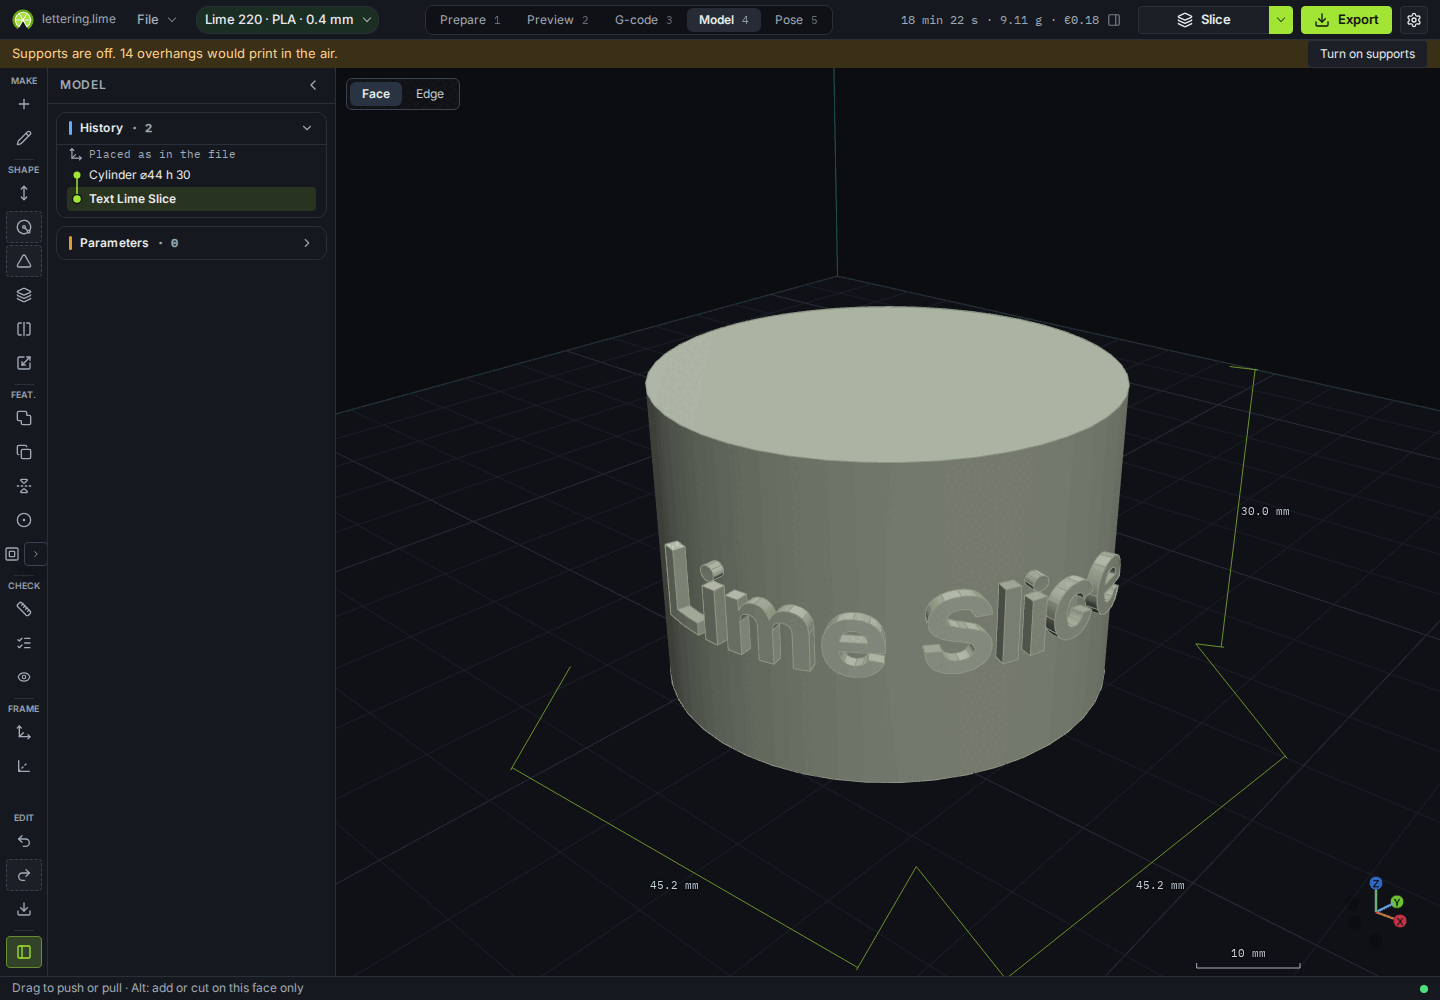 lettering.lime File Lime 220 · PLA · 0.4 mm Prepare 1 Preview 2 G-code 3 Model 4 Pose 5 18 min 22 s · 9.11 g · €0.18 Slice Export
Supports are off. 14 overhangs would print in the air. Turn on supports
MAKE
SHAPE
FEAT.
CHECK
FRAME
EDIT
MODEL
History · 2
Placed as in the file
Cylinder ⌀44 h 30
Text Lime Slice
Parameters · 0
Face Edge
30.0 mm
Lime Slice
45.2 mm
45.2 mm
Z
Y
X
10 mm
Drag to push or pull · Alt: add or cut on this face only